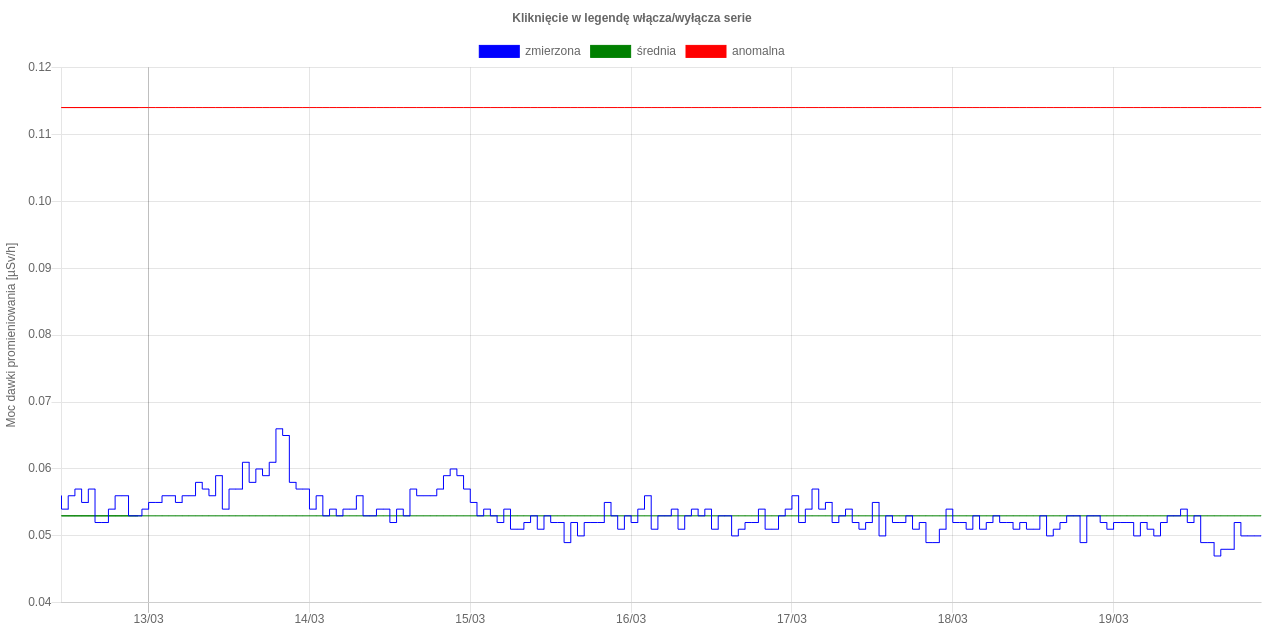 Kliknięcie w legendę włącza/wyłącza serie
zmierzona średnia anomalna
Moc dawki promieniowania [µSv/h]
0.12
0.11
0.10
0.09
0.08
0.07
0.06
0.05
0.04
13/03 14/03 15/03 16/03 17/03 18/03 19/03